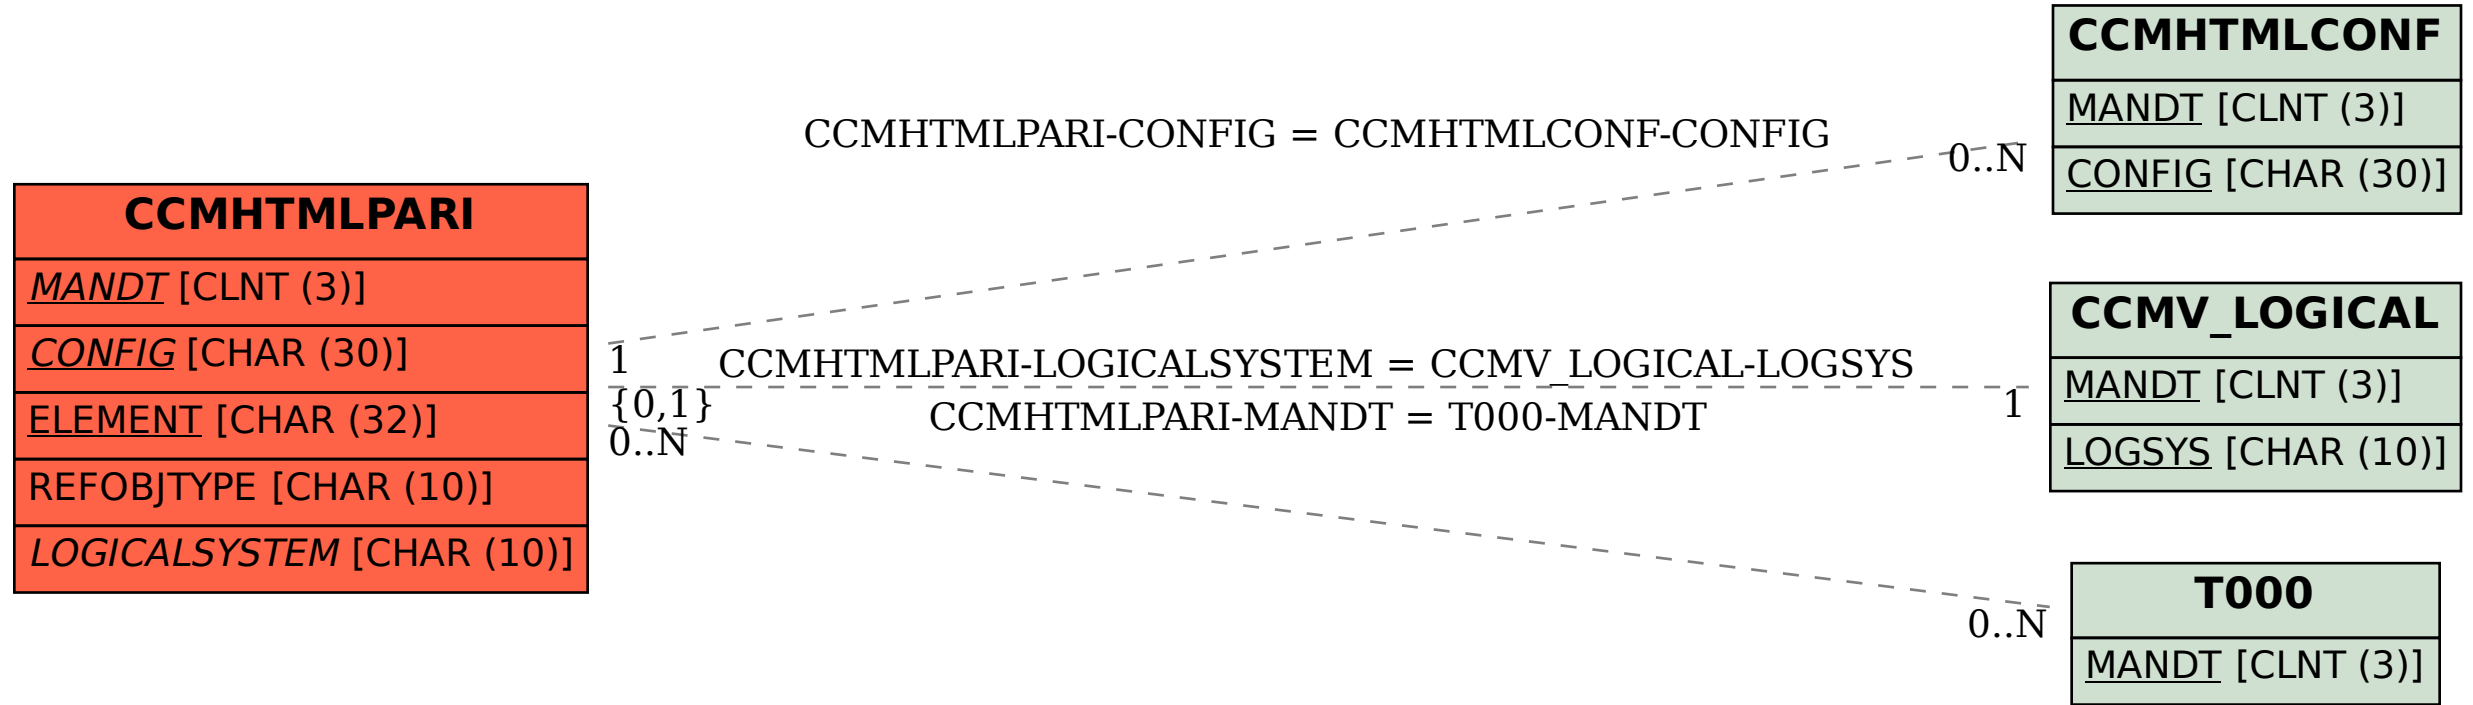 CCMHTMLPARI
MANDT [CLNT (3)]
CONFIG [CHAR (30)]
ELEMENT [CHAR (32)]
REFOBJTYPE [CHAR (10)]
LOGICALSYSTEM [CHAR (10)]
CCMHTMLPARI-CONFIG = CCMHTMLCONF-CONFIG
0..N
1
CCMHTMLPARI-LOGICALSYSTEM = CCMV_LOGICAL-LOGSYS
{0,1}
1
CCMHTMLPARI-MANDT = T000-MANDT
0..N
0..N
CCMHTMLCONF
MANDT [CLNT (3)]
CONFIG [CHAR (30)]
CCMV_LOGICAL
MANDT [CLNT (3)]
LOGSYS [CHAR (10)]
T000
MANDT [CLNT (3)]